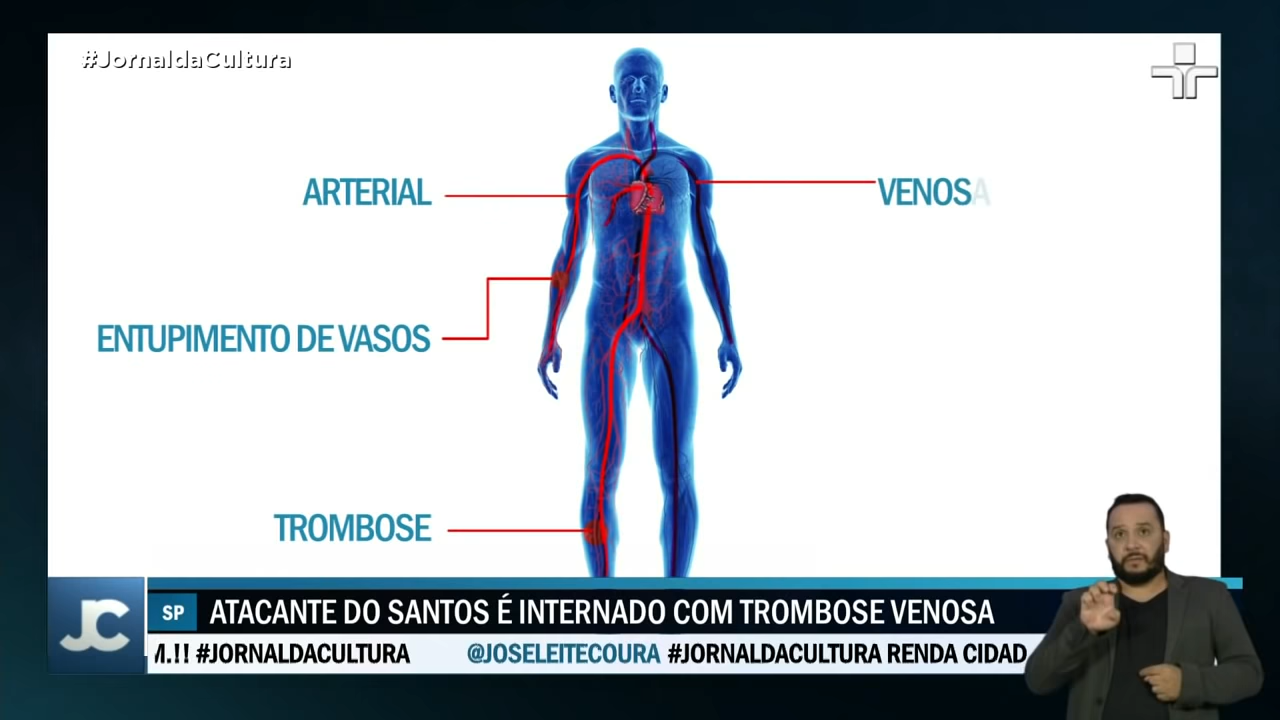 #JornaldaCultura
ARTERIAL
VENOSA
ENTUPIMENTO DE VASOS
TROMBOSE
JC
SP ATACANTE DO SANTOS É INTERNADO COM TROMBOSE VENOSA
M.!! #JORNALDACULTURA @JOSELEITECOURA #JORNALDACULTURA RENDA CIDAD